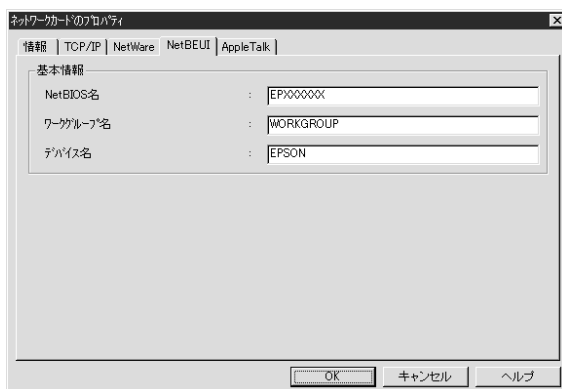 ネットワークカードのプロパティ
情報 TCP/IP NetWare NetBEUI AppleTalk
基本情報
NetBIOS名 : EPXXXXXX
ワークグループ名 : WORKGROUP
デバイス名 : EPSON
OK キャンセル ヘルプ